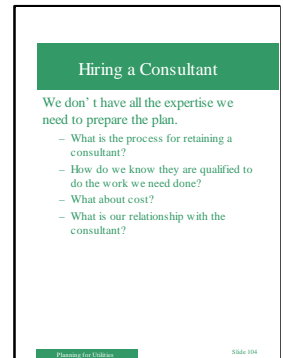 Hiring a Consultant
We don' t have all the expertise we
need to prepare the plan.
– What is the process for retaining a
consultant?
– How do we know they are qualified to
do the work we need done?
– What about cost?
– What is our relationship with the
consultant?
Planning for Utilities
Slide 104